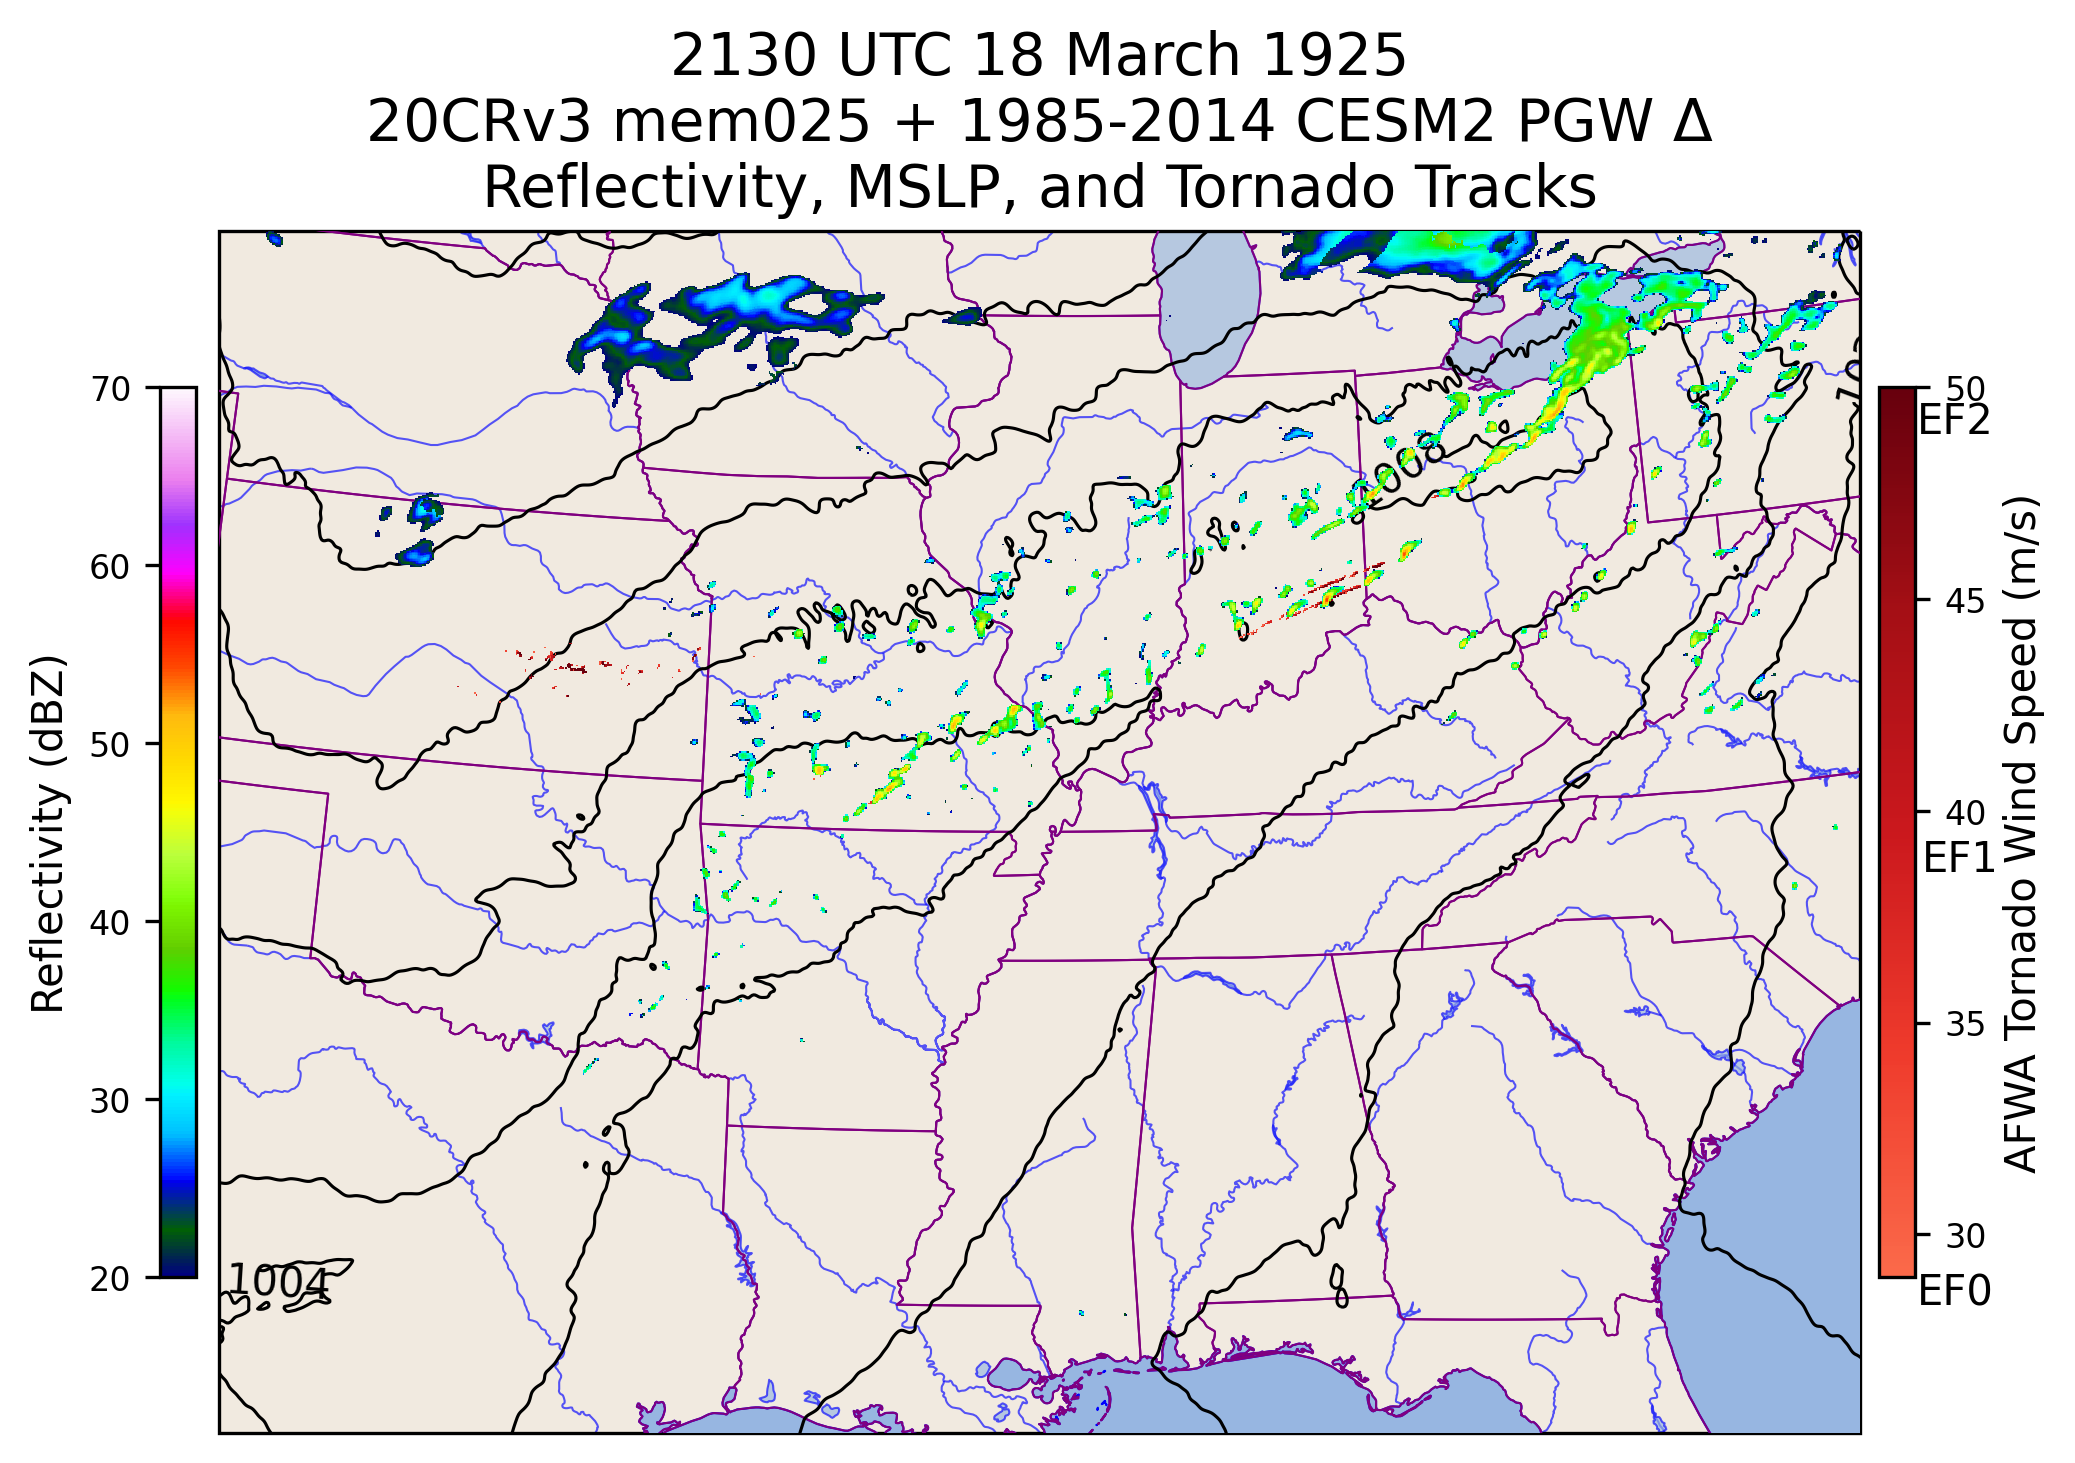 2130 UTC 18 March 1925
20CRv3 mem025 + 1985-2014 CESM2 PGW Δ
Reflectivity, MSLP, and Tornado Tracks
70
60
50
40
30
20
Reflectivity (dBZ)
1008
1004
50
EF2
45
40
EF1
35
30
EF0
AFWA Tornado Wind Speed (m/s)